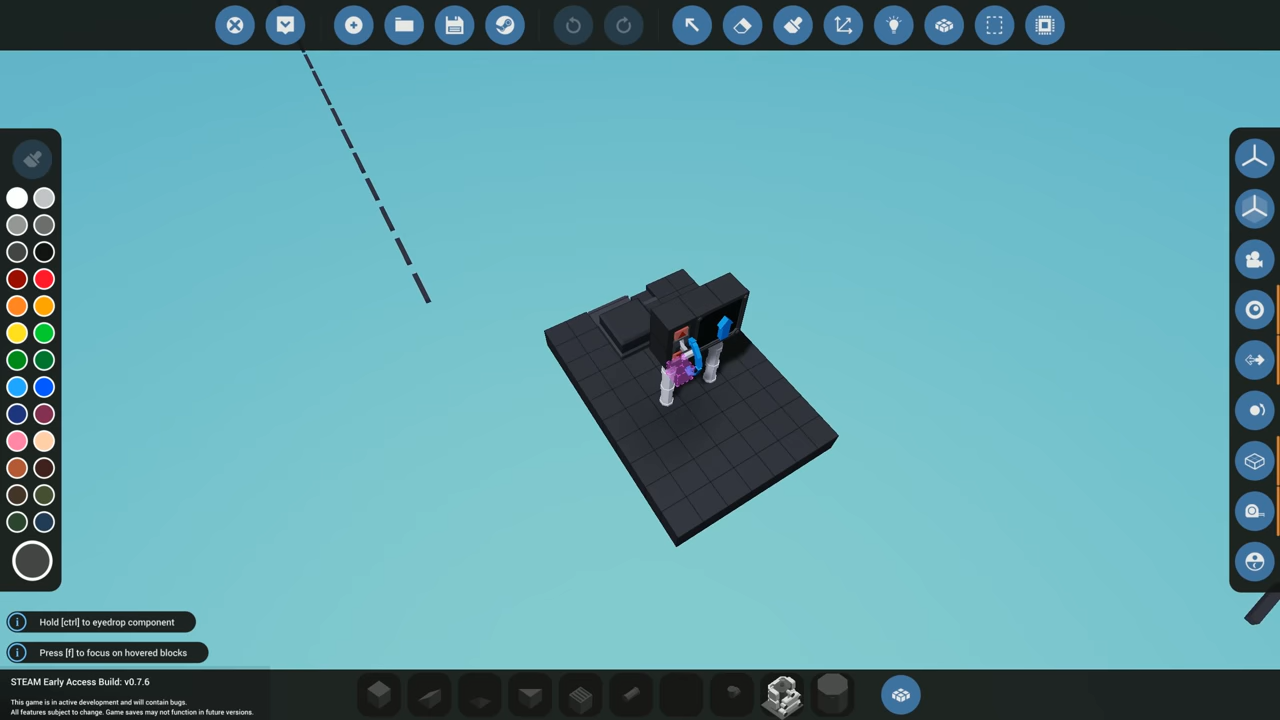 Hold [ctrl] to eyedrop component
Press [f] to focus on hovered blocks
STEAM Early Access Build: v0.7.6
This game is in active development and will contain bugs.
All features subject to change. Game saves may not function in future versions.